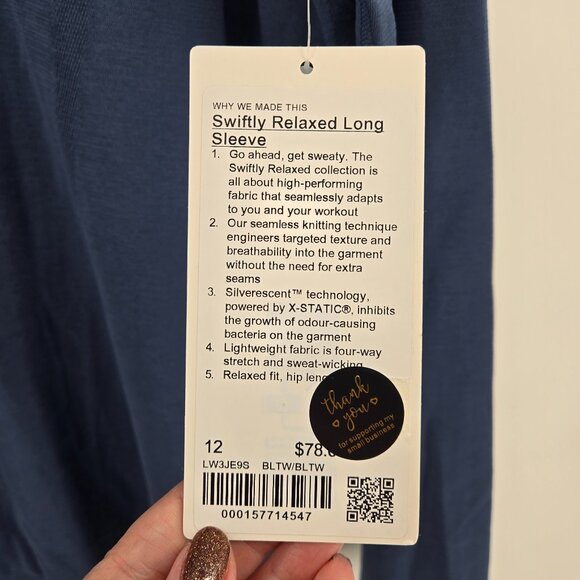 WHY WE MADE THIS
Swiftly Relaxed Long
Sleeve
1. Go ahead, get sweaty. The
Swiftly Relaxed collection is
all about high-performing
fabric that seamlessly adapts
to you and your workout
2. Our seamless knitting technique
engineers targeted texture and
breathability into the garment
without the need for extra
seams
3. Silverescent™ technology,
powered by X-STATIC®, inhibits
the growth of odour-causing
bacteria on the garment
4. Lightweight fabric is four-way
stretch and sweat-wicking
5. Relaxed fit, hip
thank
you
for supporting my
small business
12 $78.
LW3JE9S BLTW/BLTW
000157714547